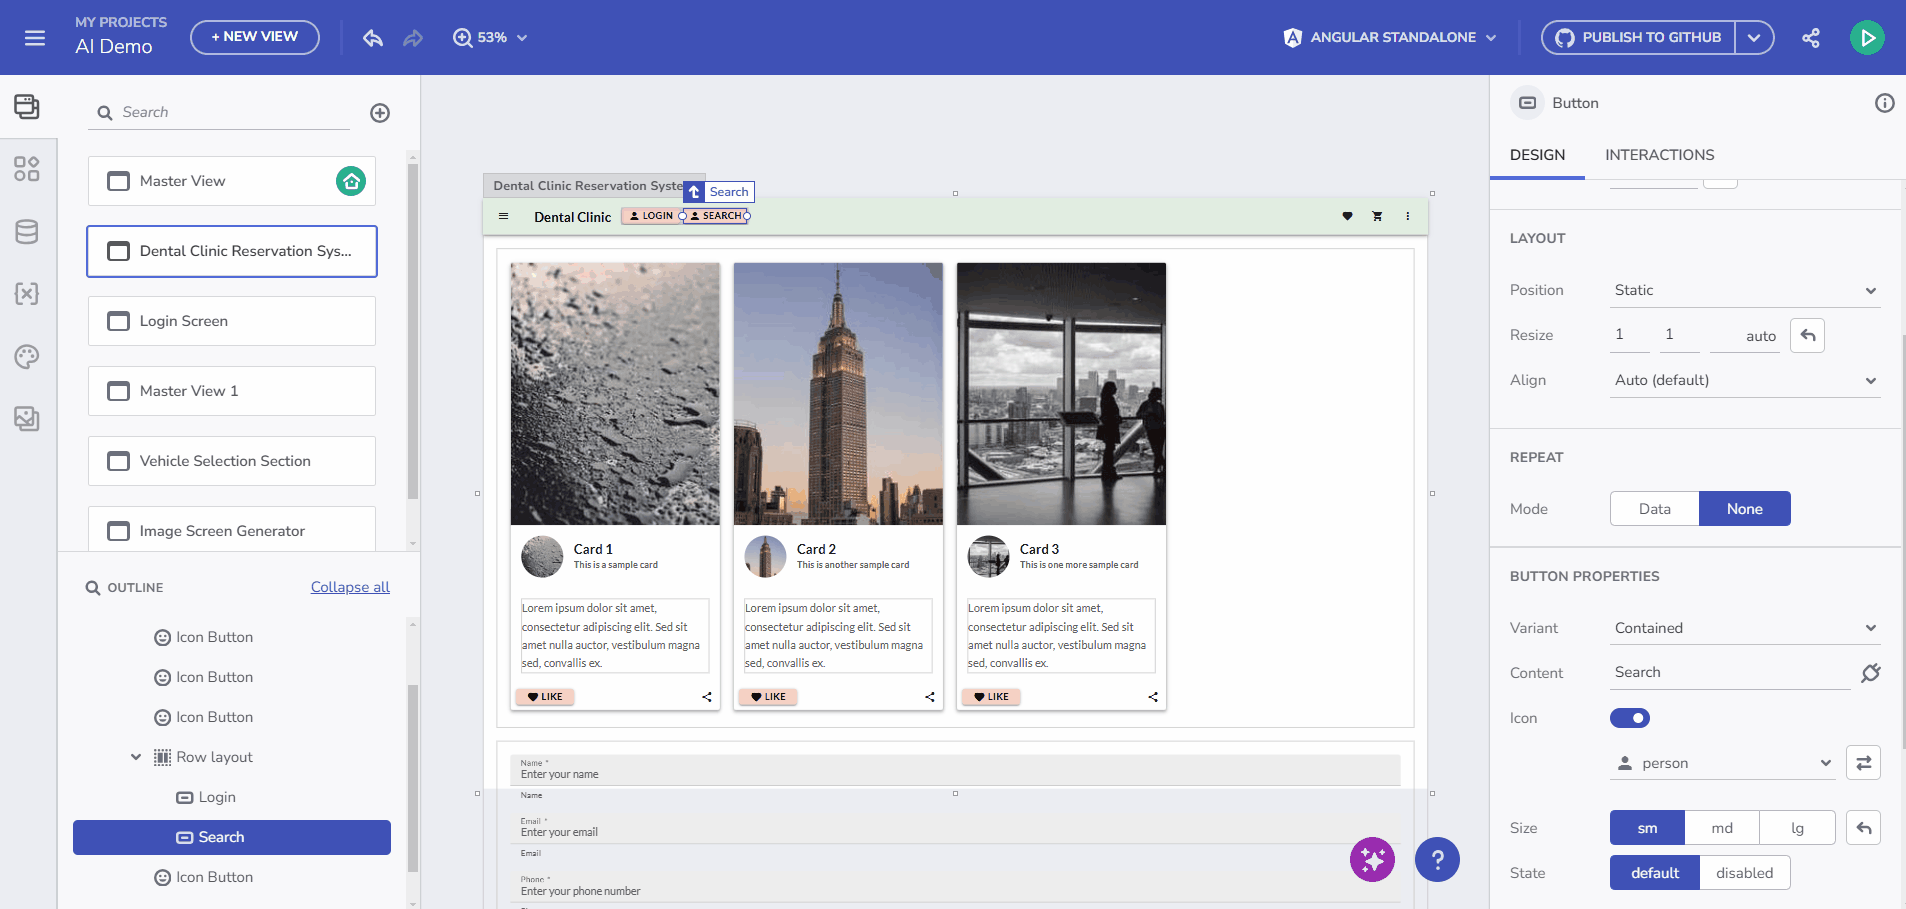 MY PROJECTS
AI Demo
+ NEW VIEW
53%
ANGULAR STANDALONE
PUBLISH TO GITHUB
Search
Master View
Dental Clinic Reservation Sys...
Login Screen
Master View 1
Vehicle Selection Section
Image Screen Generator
OUTLINE
Collapse all
Icon Button
Icon Button
Icon Button
Row layout
Login
Search
Icon Button
Dental Clinic Reservation Syste
Search
Dental Clinic
LOGIN
SEARCH
Card 1
This is a sample card
Lorem ipsum dolor sit amet,
consectetur adipiscing elit. Sed sit
amet nulla auctor, vestibulum magna
sed, convallis ex.
LIKE
Card 2
This is another sample card
Lorem ipsum dolor sit amet,
consectetur adipiscing elit. Sed sit
amet nulla auctor, vestibulum magna
sed, convallis ex.
LIKE
Card 3
This is one more sample card
Lorem ipsum dolor sit amet,
consectetur adipiscing elit. Sed sit
amet nulla auctor, vestibulum magna
sed, convallis ex.
LIKE
Name *
Enter your name
Name
Email *
Enter your email
Email
Phone *
Enter your phone number
?
Button
DESIGN
INTERACTIONS
LAYOUT
Position
Static
Resize
1
1
auto
Align
Auto (default)
REPEAT
Mode
Data
None
BUTTON PROPERTIES
Variant
Contained
Content
Search
Icon
person
Size
sm
md
lg
State
default
disabled